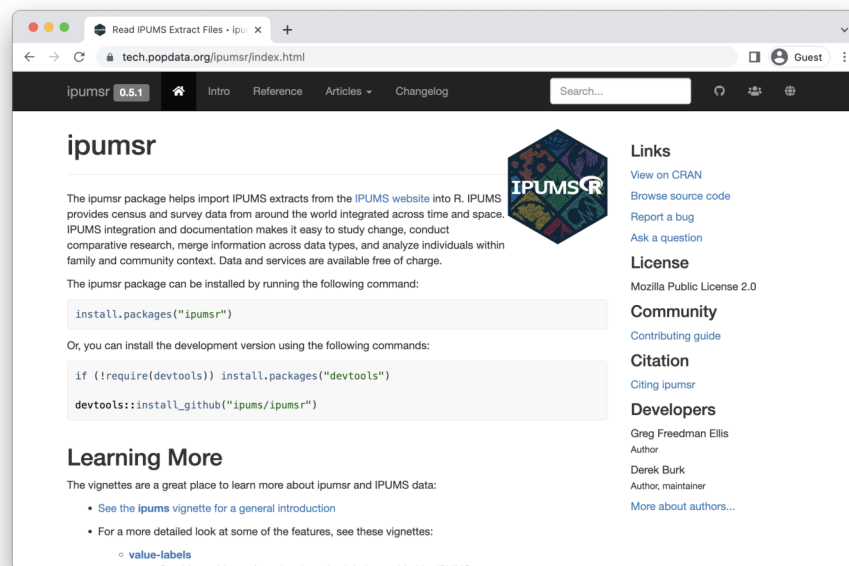 Read IPUMS Extract Files • ipu
tech.popdata.org/ipumsr/index.html
Guest
ipumsr 0.5.1 Intro Reference Articles Changelog Search...
ipumsr
IPUMSR
The ipumsr package helps import IPUMS extracts from the IPUMS website into R. IPUMS
provides census and survey data from around the world integrated across time and space.
IPUMS integration and documentation makes it easy to study change, conduct
comparative research, merge information across data types, and analyze individuals within
family and community context. Data and services are available free of charge.
The ipumsr package can be installed by running the following command:
install.packages("ipumsr")
Or, you can install the development version using the following commands:
if (!require(devtools)) install.packages("devtools")
devtools::install_github("ipums/ipumsr")
Learning More
The vignettes are a great place to learn more about ipumsr and IPUMS data:
• See the ipums vignette for a general introduction
• For a more detailed look at some of the features, see these vignettes:
◦ value-labels
Links
View on CRAN
Browse source code
Report a bug
Ask a question
License
Mozilla Public License 2.0
Community
Contributing guide
Citation
Citing ipumsr
Developers
Greg Freedman Ellis
Author
Derek Burk
Author, maintainer
More about authors...